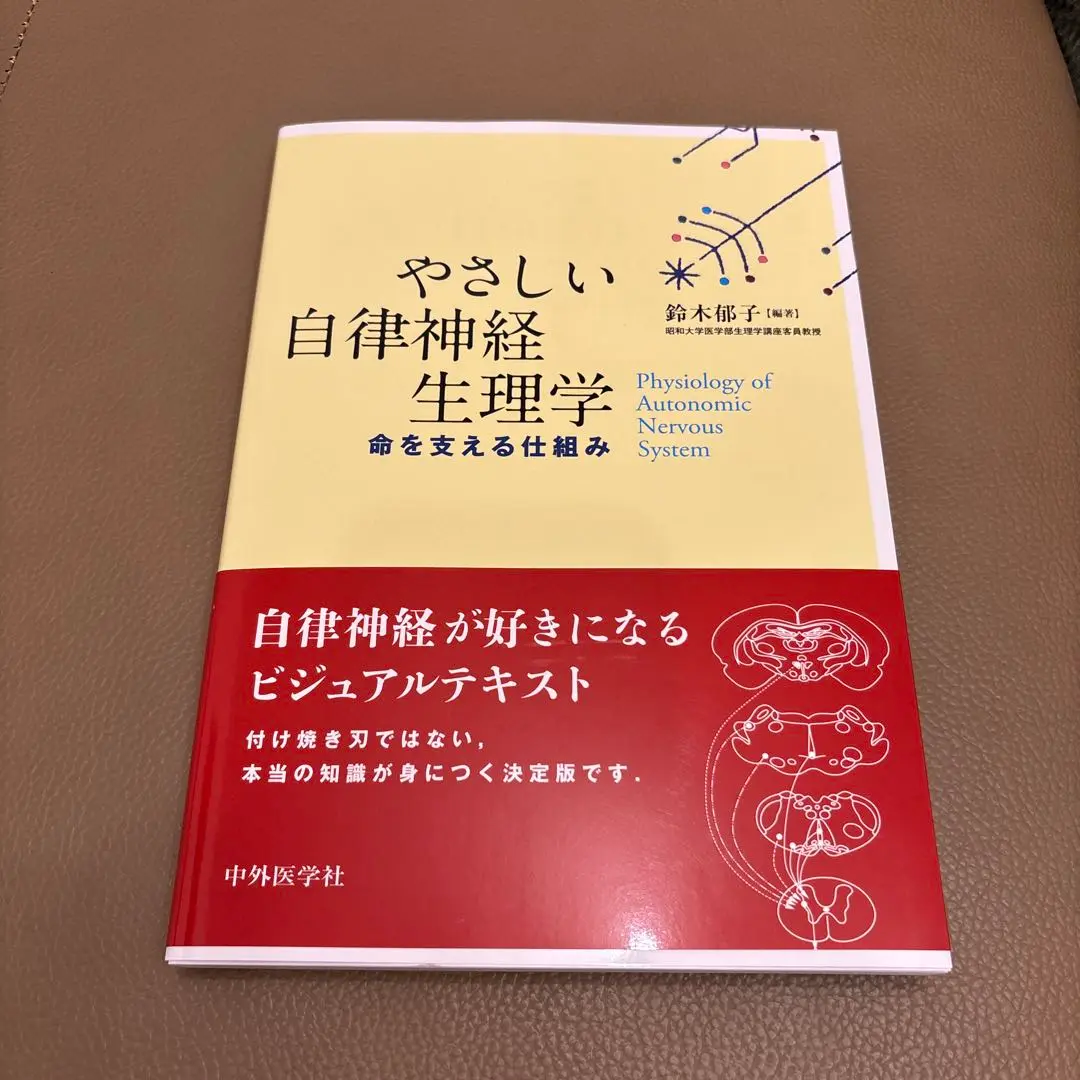 やさしい
自律神経
生理学
命を支える仕組み
鈴木郁子【編著】
昭和大学医学部生理学講座客員教授
Physiology of
Autonomic
Nervous
System
自律神経が好きになる
ビジュアルテキスト
付け焼き刃ではない,
本当の知識が身につく決定版です.
中外医学社